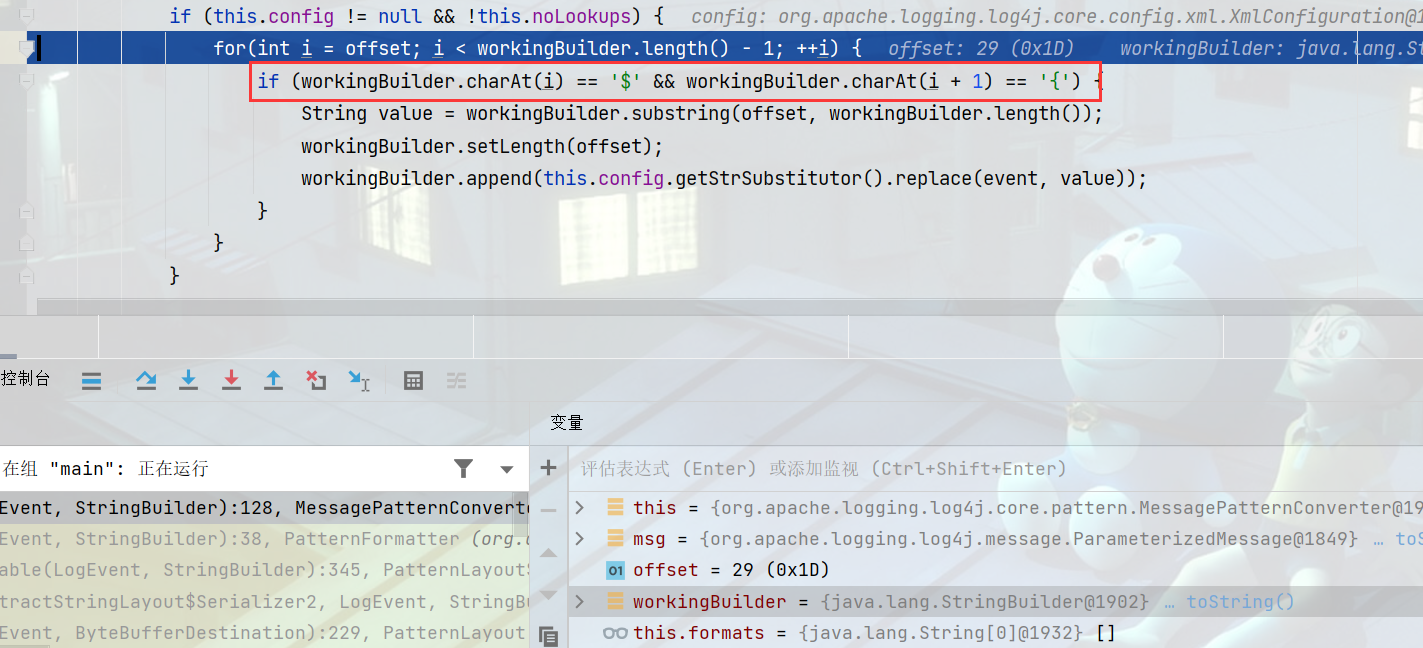 if (this.config != null && !this.noLookups) { config: org.apache.logging.log4j.core.config.xml.XmlConfiguration@1
for(int i = offset; i < workingBuilder.length() - 1; ++i) { offset: 29 (0x1D) workingBuilder: java.lang.St
if (workingBuilder.charAt(i) == '$' && workingBuilder.charAt(i + 1) == '{') {
String value = workingBuilder.substring(offset, workingBuilder.length());
workingBuilder.setLength(offset);
workingBuilder.append(this.config.getStrSubstitutor().replace(event, value));
}
}
}
控制台
变量
在组 "main": 正在运行
评估表达式 (Enter) 或添加监视 (Ctrl+Shift+Enter)
Event, StringBuilder):128, MessagePatternConverte
this = {org.apache.logging.log4j.core.pattern.MessagePatternConverter@19
Event, StringBuilder):38, PatternFormatter (org.a
msg = {org.apache.logging.log4j.message.ParameterizedMessage@1849} … toS
able(LogEvent, StringBuilder):345, PatternLayout$
01 offset = 29 (0x1D)
tractStringLayout$Serializer2, LogEvent, StringBu
workingBuilder = {java.lang.StringBuilder@1902} … toString()
Event, ByteBufferDestination):229, PatternLayout
this.formats = {java.lang.String[0]@1932} []